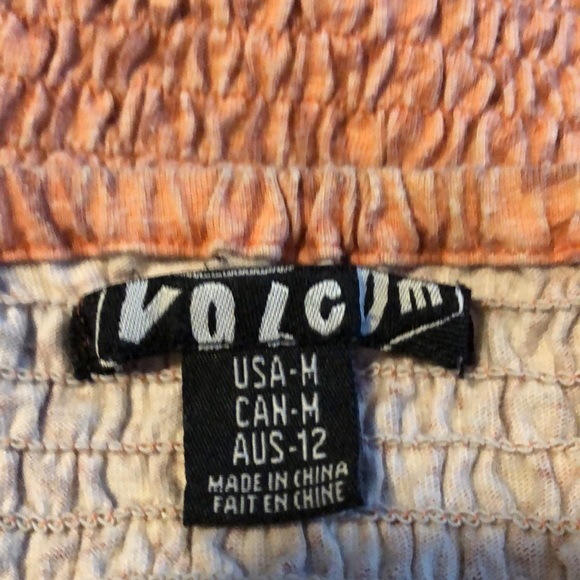 VOLCOM
USA-M
CAN-M
AUS-12
MADE IN CHINA
FAIT EN CHINE